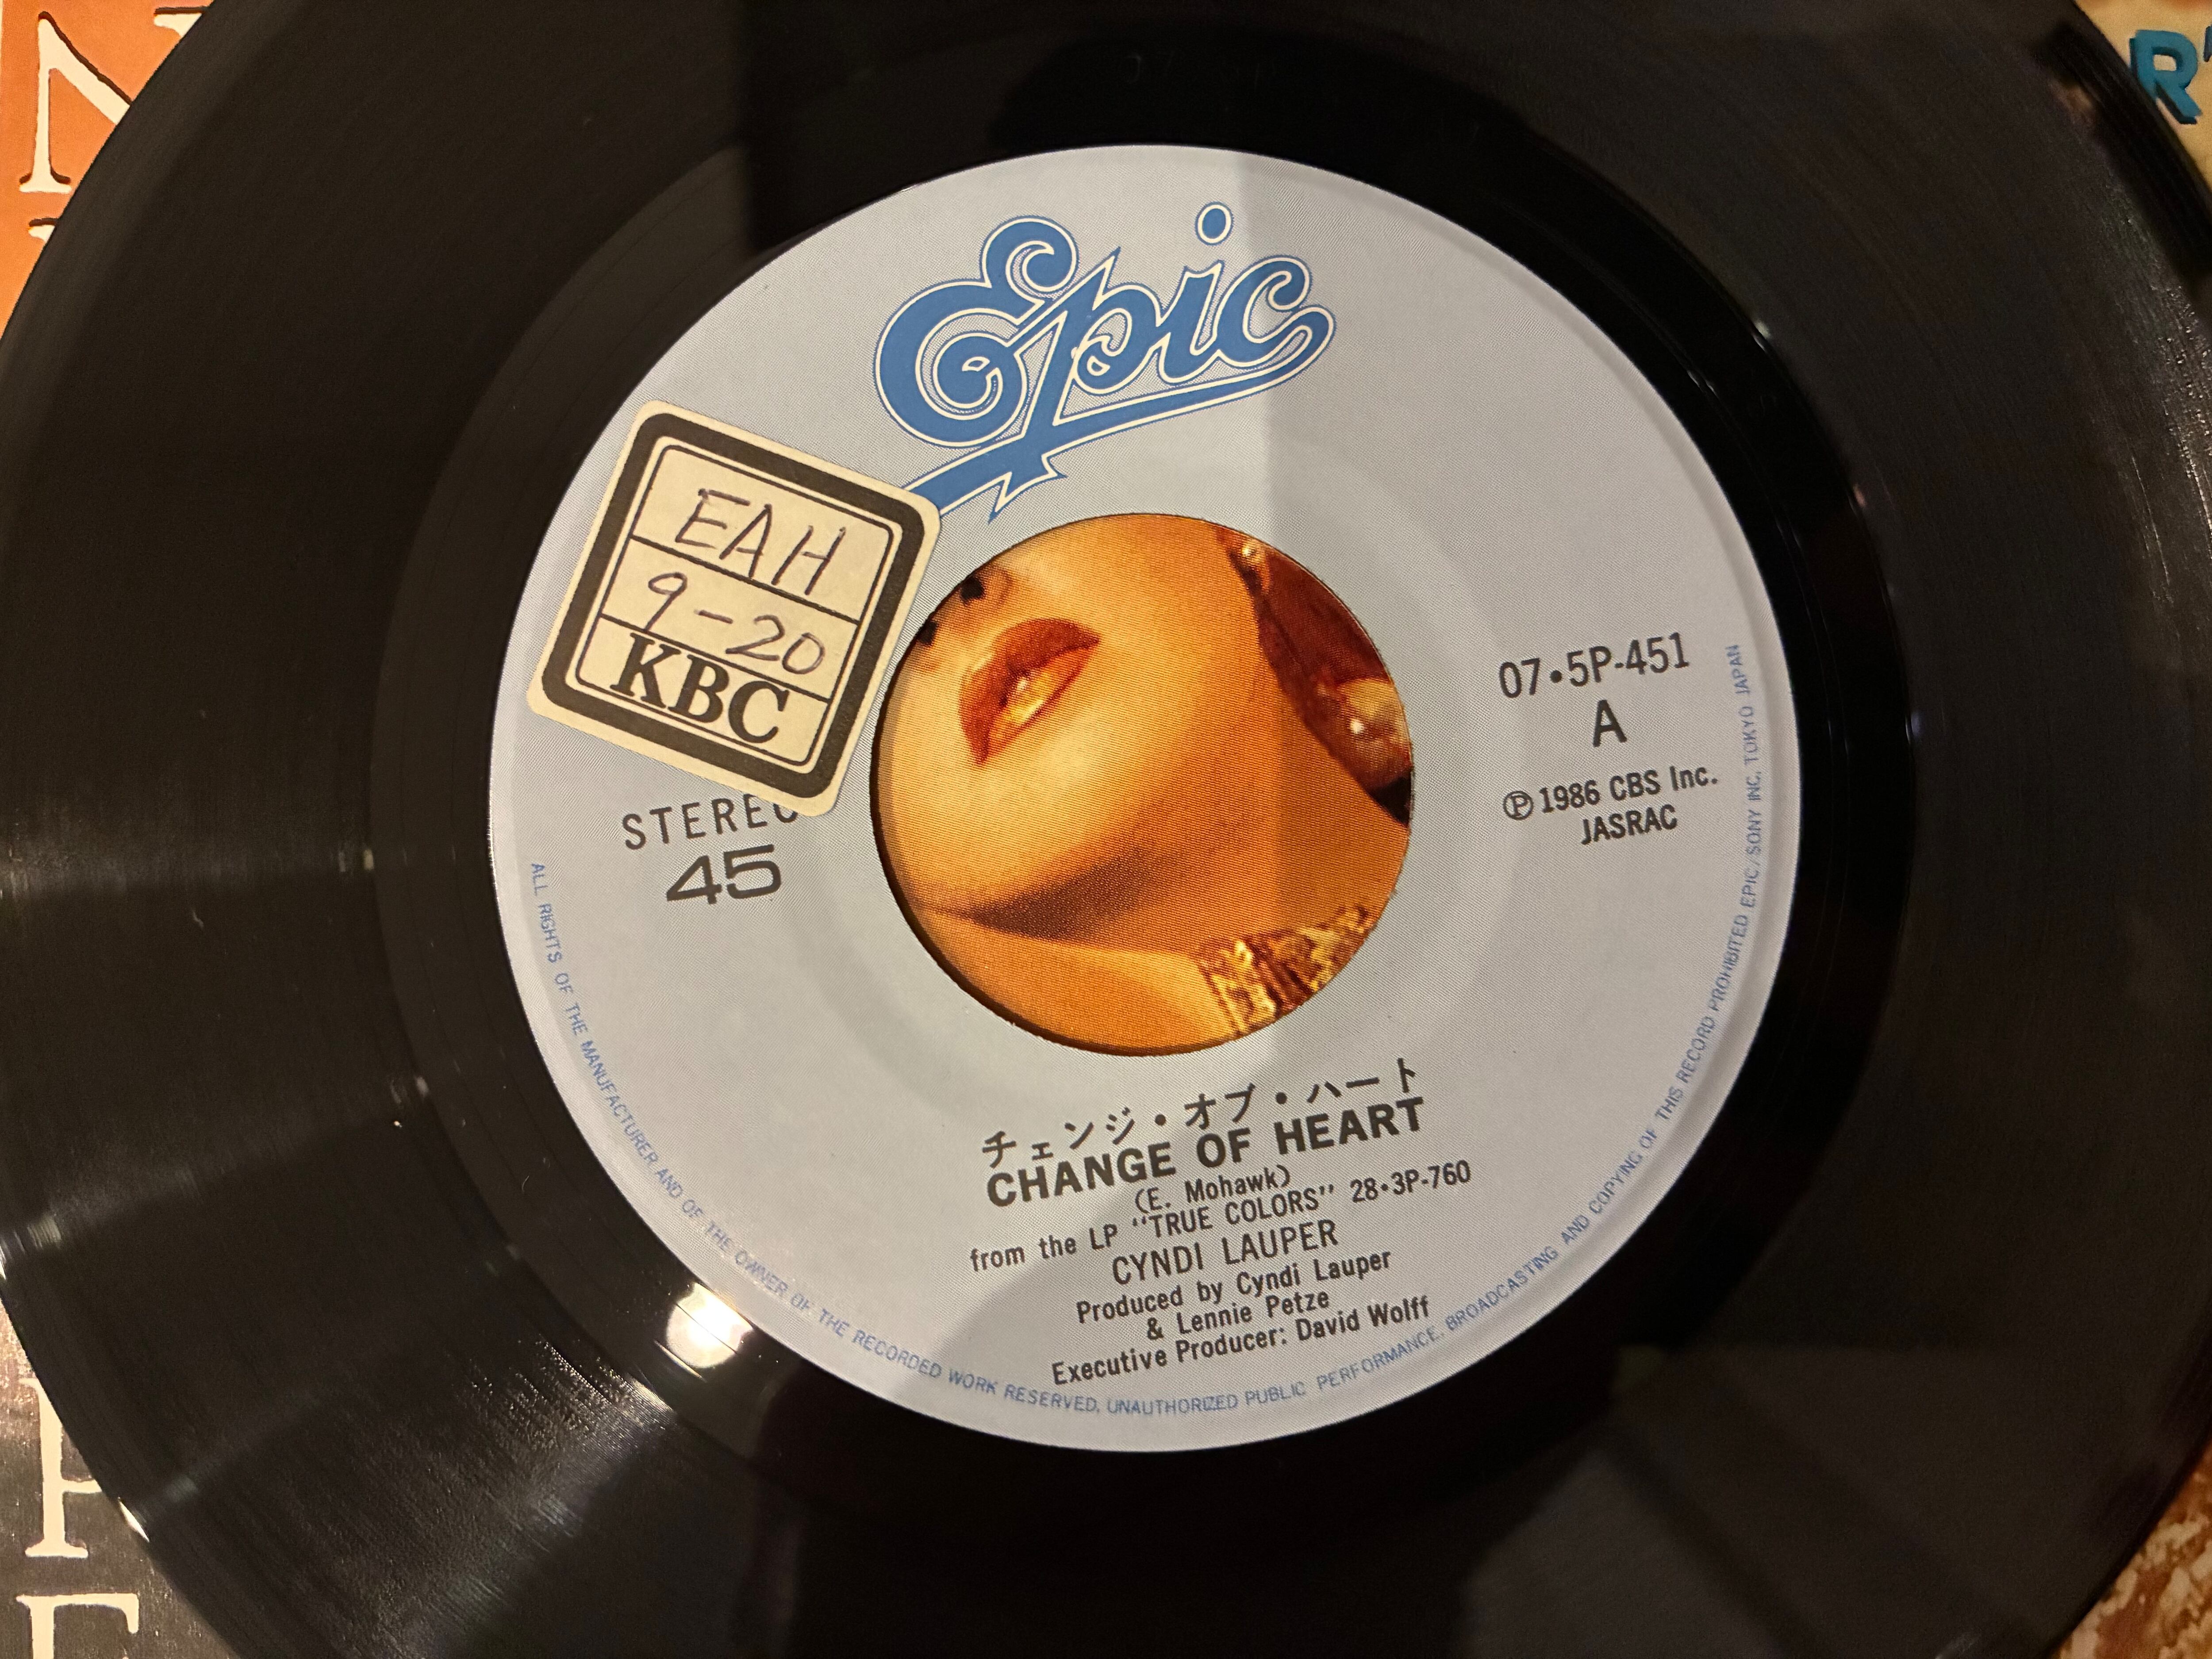 N
R
Epic
EAH
9-20
KBC
STEREO
45
07•5P-451
A
Ⓟ1986 CBS Inc.
JASRAC
チェンジ・オブ・ハート
CHANGE OF HEART
(E. Mohawk)
from the LP "TRUE COLORS" 28•3P-760
CYNDI LAUPER
Produced by Cyndi Lauper
& Lennie Petze
Executive Producer: David Wolff
ALL RIGHTS OF THE MANUFACTURER AND OF THE OWNER OF THE RECORDED WORK RESERVED, UNAUTHORIZED PUBLIC PERFORMANCE, BROADCASTING AND COPYING OF THIS RECORD PROHIBITED EPIC/SONY INC, TOKYO JAPAN